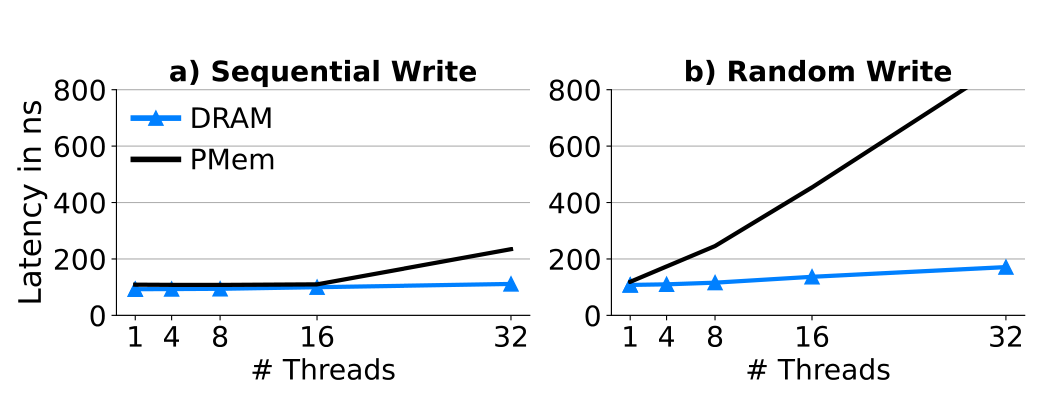 a) Sequential Write
Latency in ns
800
600
400
200
0
DRAM
PMem
1 4 8 16 32
# Threads
b) Random Write
800
600
400
200
0
1 4 8 16 32
# Threads